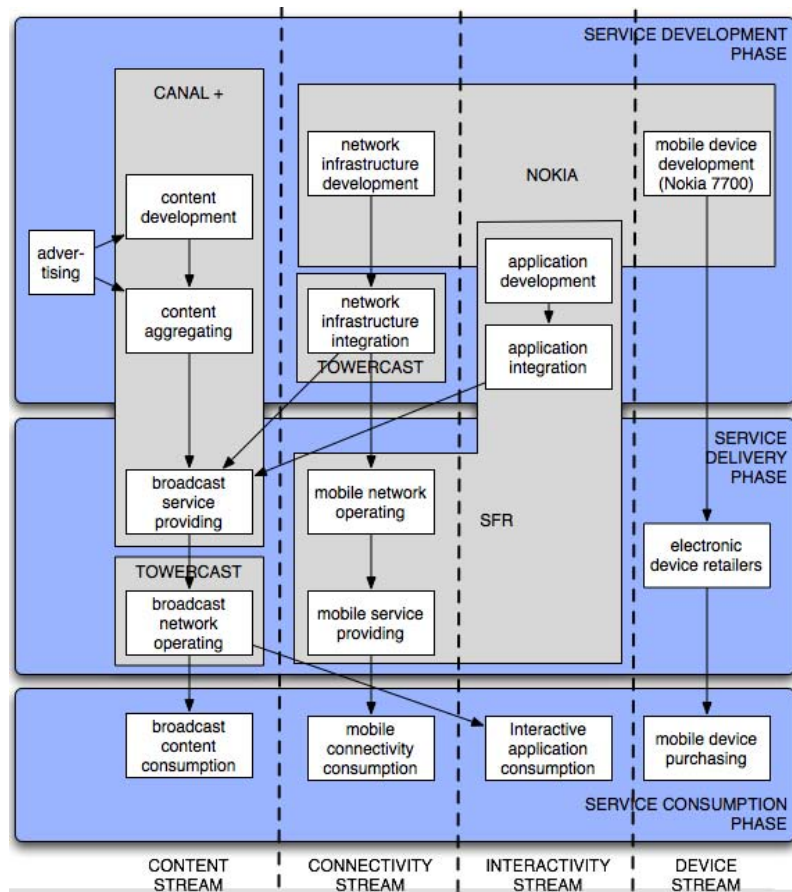 SERVICE DEVELOPMENT
PHASE
CANAL +
network
infrastructure
development
NOKIA
mobile device
development
(Nokia 7700)
content
development
adver-
tising
application
development
content
aggregating
network
infrastructure
integration
TOWERCAST
application
integration
SERVICE
DELIVERY
PHASE
broadcast
service
providing
mobile network
operating
SFR
electronic
device retailers
TOWERCAST
broadcast
network
operating
mobile service
providing
broadcast
content
consumption
mobile
connectivity
consumption
Interactive
application
consumption
mobile device
purchasing
SERVICE CONSUMPTION
PHASE
CONTENT
STREAM
CONNECTIVITY
STREAM
INTERACTIVITY
STREAM
DEVICE
STREAM